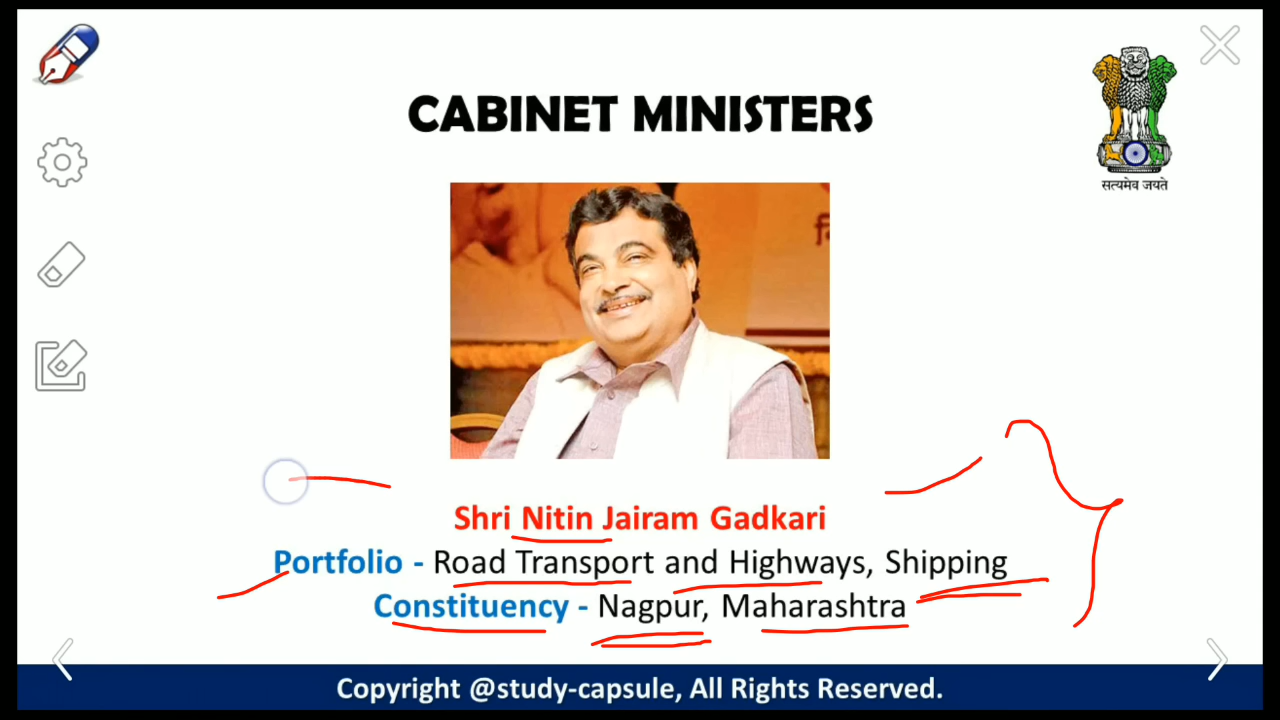 CABINET MINISTERS
सत्यमेव जयते
Shri Nitin Jairam Gadkari
Portfolio - Road Transport and Highways, Shipping
Constituency - Nagpur, Maharashtra
Copyright @study-capsule, All Rights Reserved.